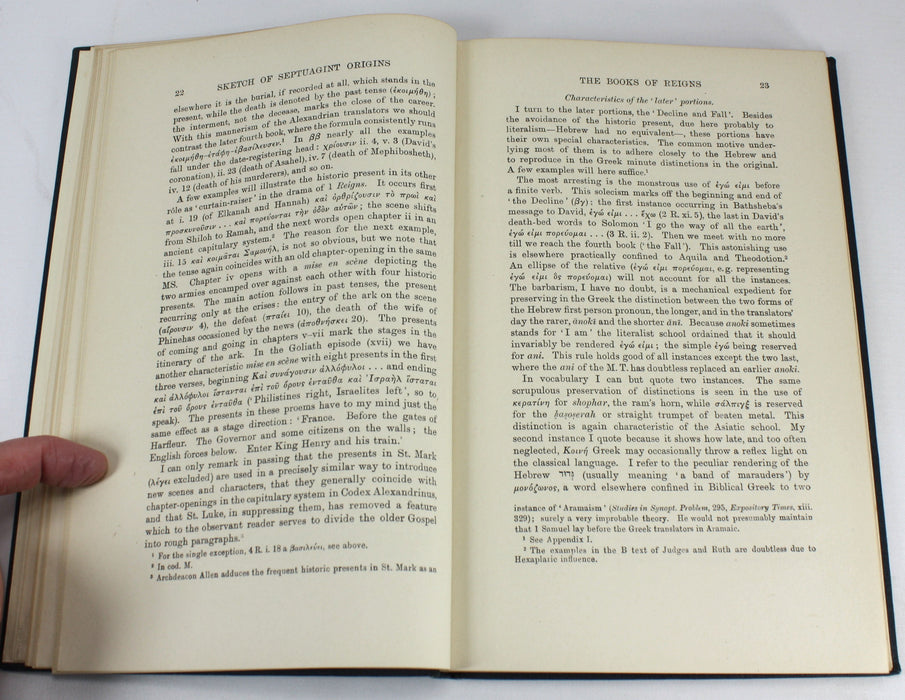 22 SKETCH OF SEPTUAGINT ORIGINS
elsewhere it is the burial, if recorded at all, which stands in the
present, while the death is denoted by the past tense (ἐκοιμήθη);
the interment, not the decease, marks the close of the career.
With this mannerism of the Alexandrian translators we should
contrast the later fourth book, where the formula consistently runs
ἐκοιμήθη-ἐτάφη-ἐβασίλευσεν.¹ In ββ nearly all the examples
fall under the date-registering head: χρίουσιν ii. 4, v. 3 (David's
coronation), ii. 23 (death of Asahel), iv. 7 (death of Mephibosheth),
iv. 12 (death of his murderers), and so on.
A few examples will illustrate the historic present in its other
rôle as 'curtain-raiser' in the drama of 1 Reigns. It occurs first
at i. 19 (of Elkanah and Hannah) καὶ ὀρθρίζουσιν τὸ πρωὶ καὶ
προσκυνοῦσιν ... καὶ πορεύονται τὴν ὁδὸν αὐτῶν; the scene shifts
from Shiloh to Ramah, and the next words open chapter ii in an
ancient capitulary system.² The reason for the next example,
iii. 15 καὶ κοιμᾶται Σαμουήλ, is not so obvious, but we note that
the tense again coincides with an old chapter-opening in the same
MS. Chapter iv opens with a mise en scène depicting the
two armies encamped over against each other with four historic
presents. The main action follows in past tenses, the present
recurring only at the crises: the entry of the ark on the scene
(αἴρουσιν 4), the defeat (πταίει 10), the death of the wife of
Phinehas occasioned by the news (ἀποθνήσκει 20). The presents
of coming and going in chapters v-vii mark the stages in the
itinerary of the ark. In the Goliath episode (xvii) we have
another characteristic mise en scène with eight presents in the first
three verses, beginning Καὶ συνάγουσιν ἀλλόφυλοι ... and ending
καὶ ἀλλόφυλοι ἵστανται ἐπὶ τοῦ ὄρους ἐνταῦθα καὶ Ἰσραὴλ ἵσταται
ἐπὶ τοῦ ὄρους ἐνταῦθα ('Philistines right, Israelites left', so to
speak). The presents in these proems have to my mind just the
same effect as a stage direction: 'France. Before the gates of
Harfleur. The Governor and some citizens on the walls; the
English forces below. Enter King Henry and his train.'
I can only remark in passing that the presents in St. Mark
(λέγει excluded) are used in a precisely similar way to introduce
new scenes and characters, that they generally coincide with
chapter-openings in the capitulary system in Codex Alexandrinus,
and that St. Luke, in suppressing them, has removed a feature
which to the observant reader serves to divide the older Gospel
into rough paragraphs.³
¹ For the single exception, 4 R. i. 18 a βασιλεύει, see above.
² In cod. M.
³ Archdeacon Allen adduces the frequent historic presents in St. Mark as an
THE BOOKS OF REIGNS 23
Characteristics of the 'later' portions.
I turn to the later portions, the 'Decline and Fall'. Besides
the avoidance of the historic present, due here probably to
literalism—Hebrew had no equivalent—, these portions have
their own special characteristics. The common motive under-
lying most of them is to adhere closely to the Hebrew and
to reproduce in the Greek minute distinctions in the original.
A few examples will here suffice.¹
The most arresting is the monstrous use of ἐγώ εἰμι before
a finite verb. This solecism marks off the beginning and end of
'the Decline' (βγ): the first instance occurring in Bathsheba's
message to David, ἐγώ εἰμι ... ἔχω (2 R. xi. 5), the last in David's
death-bed words to Solomon 'I go the way of all the earth',
ἐγώ εἰμι πορεύομαι ... (3 R. ii. 2). Then we meet with no more
till we reach the fourth book ('the Fall'). This astonishing use
is elsewhere practically confined to Aquila and Theodotion.²
An ellipse of the relative (ἐγώ εἰμι πορεύομαι, e.g. representing
ἐγώ εἰμι ὃς πορεύομαι) will not account for all the instances.
The barbarism, I have no doubt, is a mechanical expedient for
preserving in the Greek the distinction between the two forms of
the Hebrew first person pronoun, the longer, and in the translators'
day the rarer, ānoki and the shorter ăni. Because anoki sometimes
stands for 'I am' the literalist school ordained that it should
invariably be rendered ἐγώ εἰμι; the simple ἐγώ being reserved
for ani. This rule holds good of all instances except the two last,
where the ani of the M.T. has doubtless replaced an earlier anoki.
In vocabulary I can but quote two instances. The same
scrupulous preservation of distinctions is seen in the use of
κερατίνη for shophar, the ram's horn, while σάλπιγξ is reserved
for the ḥaṣoṣerah or straight trumpet of beaten metal. This
distinction is again characteristic of the Asiatic school. My
second instance I quote because it shows how late, and too often
neglected, Κοινή Greek may occasionally throw a reflex light on
the classical language. I refer to the peculiar rendering of the
Hebrew גְּדוּד (usually meaning 'a band of marauders') by
μονόζωνος, a word elsewhere confined in Biblical Greek to two
instance of 'Aramaism' (Studies in Synopt. Problem, 295, Expository Times, xiii.
329); surely a very improbable theory. He would not presumably maintain
that 1 Samuel lay before the Greek translators in Aramaic.
¹ See Appendix I.
² The examples in the B text of Judges and Ruth are doubtless due to
Hexaplaric influence.